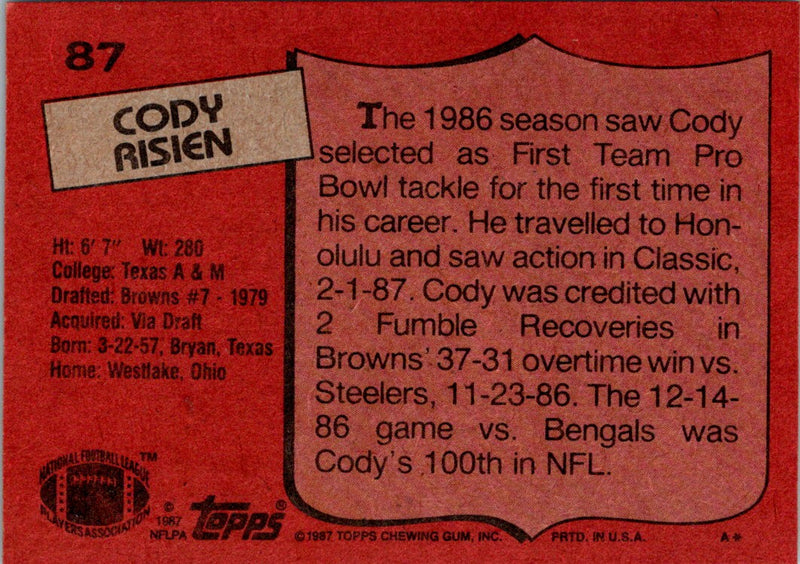 87
CODY
RISIEN
Ht: 6' 7" Wt: 280
College: Texas A & M
Drafted: Browns #7 - 1979
Acquired: Via Draft
Born: 3-22-57, Bryan, Texas
Home: Westlake, Ohio
The 1986 season saw Cody
selected as First Team Pro
Bowl tackle for the first time in
his career. He travelled to Hon-
olulu and saw action in Classic,
2-1-87. Cody was credited with
2 Fumble Recoveries in
Browns' 37-31 overtime win vs.
Steelers, 11-23-86. The 12-14-
86 game vs. Bengals was
Cody's 100th in NFL.
NATIONAL FOOTBALL LEAGUE
PLAYERS ASSOCIATION
™
©
1987
NFLPA
Topps®
©1987 TOPPS CHEWING GUM, INC. PRTD. IN U.S.A. A*